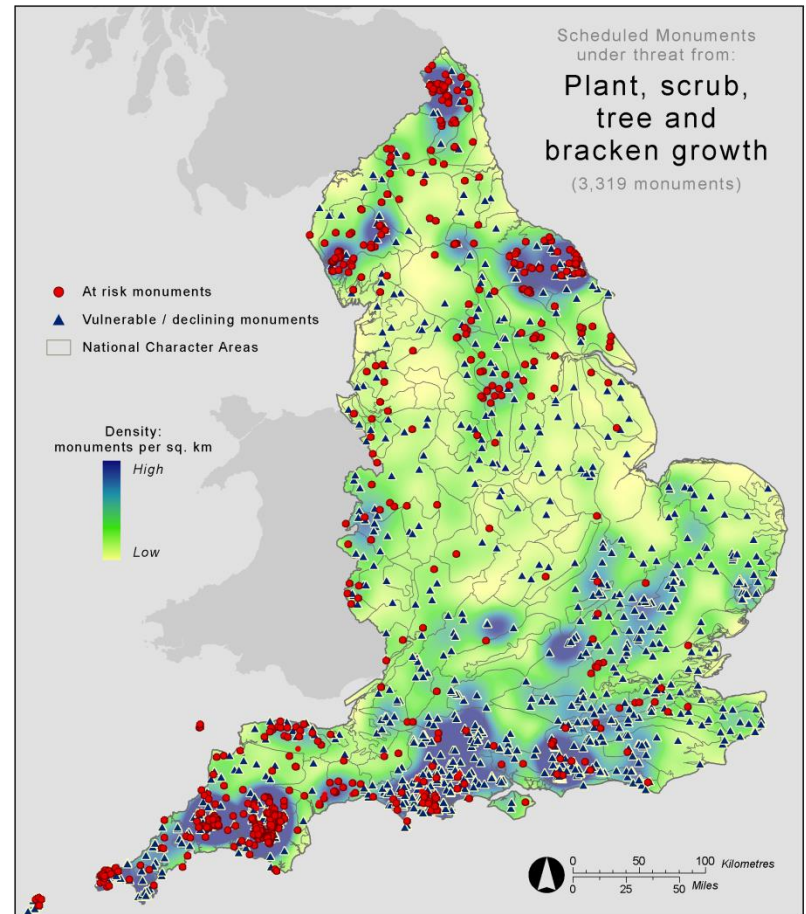 Scheduled Monuments
under threat from:
Plant, scrub,
tree and
bracken growth
(3,319 monuments)
At risk monuments
Vulnerable / declining monuments
National Character Areas
Density:
monuments per sq. km
High
Low
0 50 100 Kilometres
0 25 50 Miles